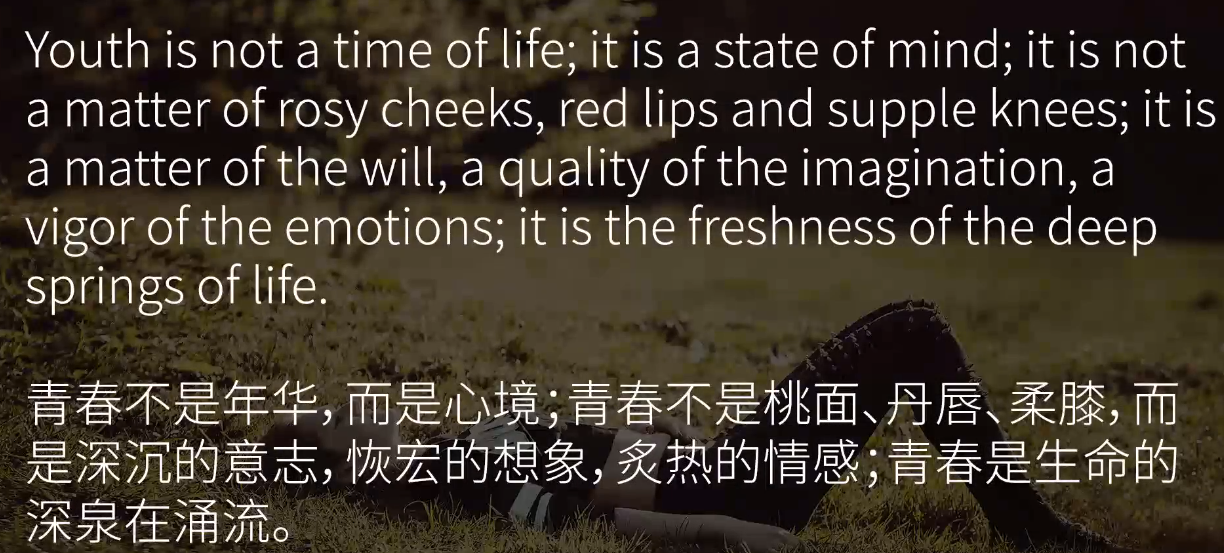 Youth is not a time of life; it is a state of mind; it is not
a matter of rosy cheeks, red lips and supple knees; it is
a matter of the will, a quality of the imagination, a
vigor of the emotions; it is the freshness of the deep
springs of life.
青春不是年华，而是心境；青春不是桃面、丹唇、柔膝，而
是深沉的意志，恢宏的想象，炙热的情感；青春是生命的
深泉在涌流。